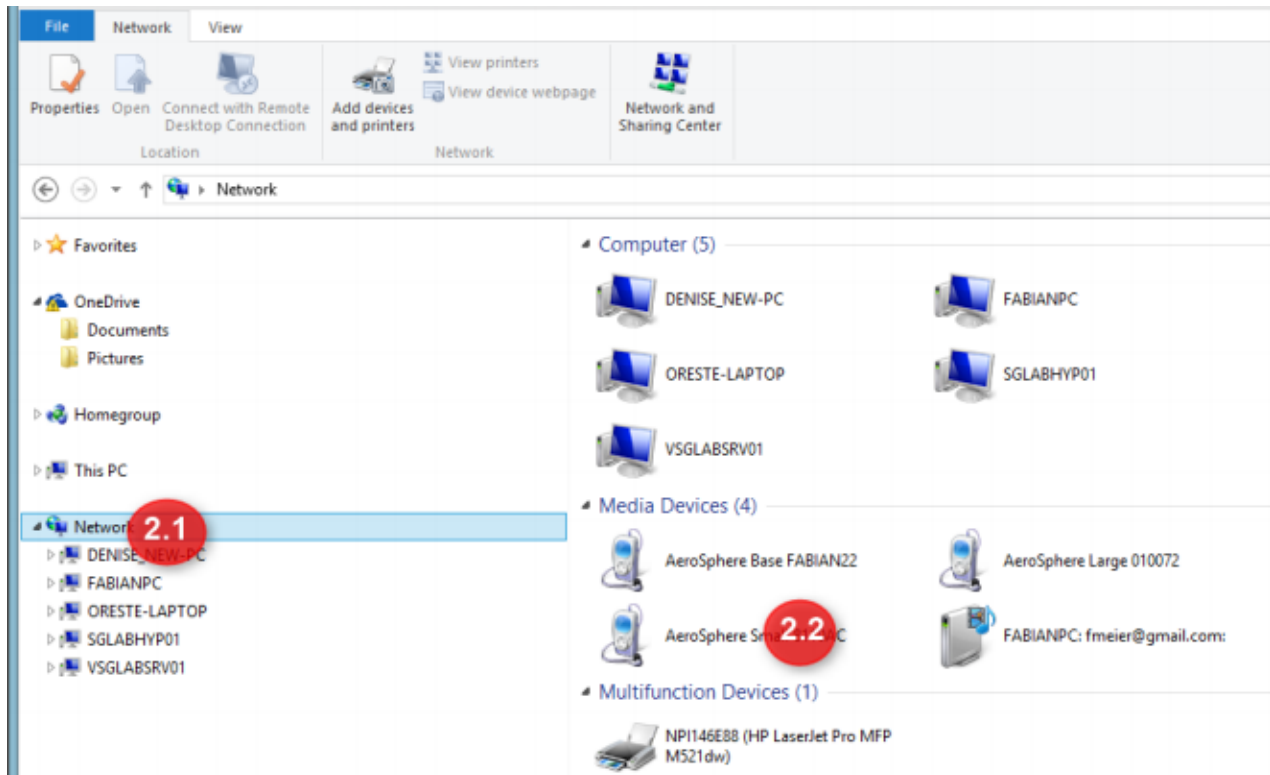 File Network View
Properties Open Connect with Remote Desktop Connection Add devices and printers View printers View device webpage Network and Sharing Center
Location Network
Network
Favorites
OneDrive
Documents
Pictures
Homegroup
This PC
Network 2.1
DENISE_NEW-PC
FABIANPC
ORESTE-LAPTOP
SGLABHYP01
VSGLABSRV01
Computer (5)
DENISE_NEW-PC FABIANPC
ORESTE-LAPTOP SGLABHYP01
VSGLABSRV01
Media Devices (4)
AeroSphere Base FABIAN22 AeroSphere Large 010072
AeroSphere 2.2 FABIANPC: fmeier@gmail.com:
Multifunction Devices (1)
NPI146E88 (HP LaserJet Pro MFP
M521dw)